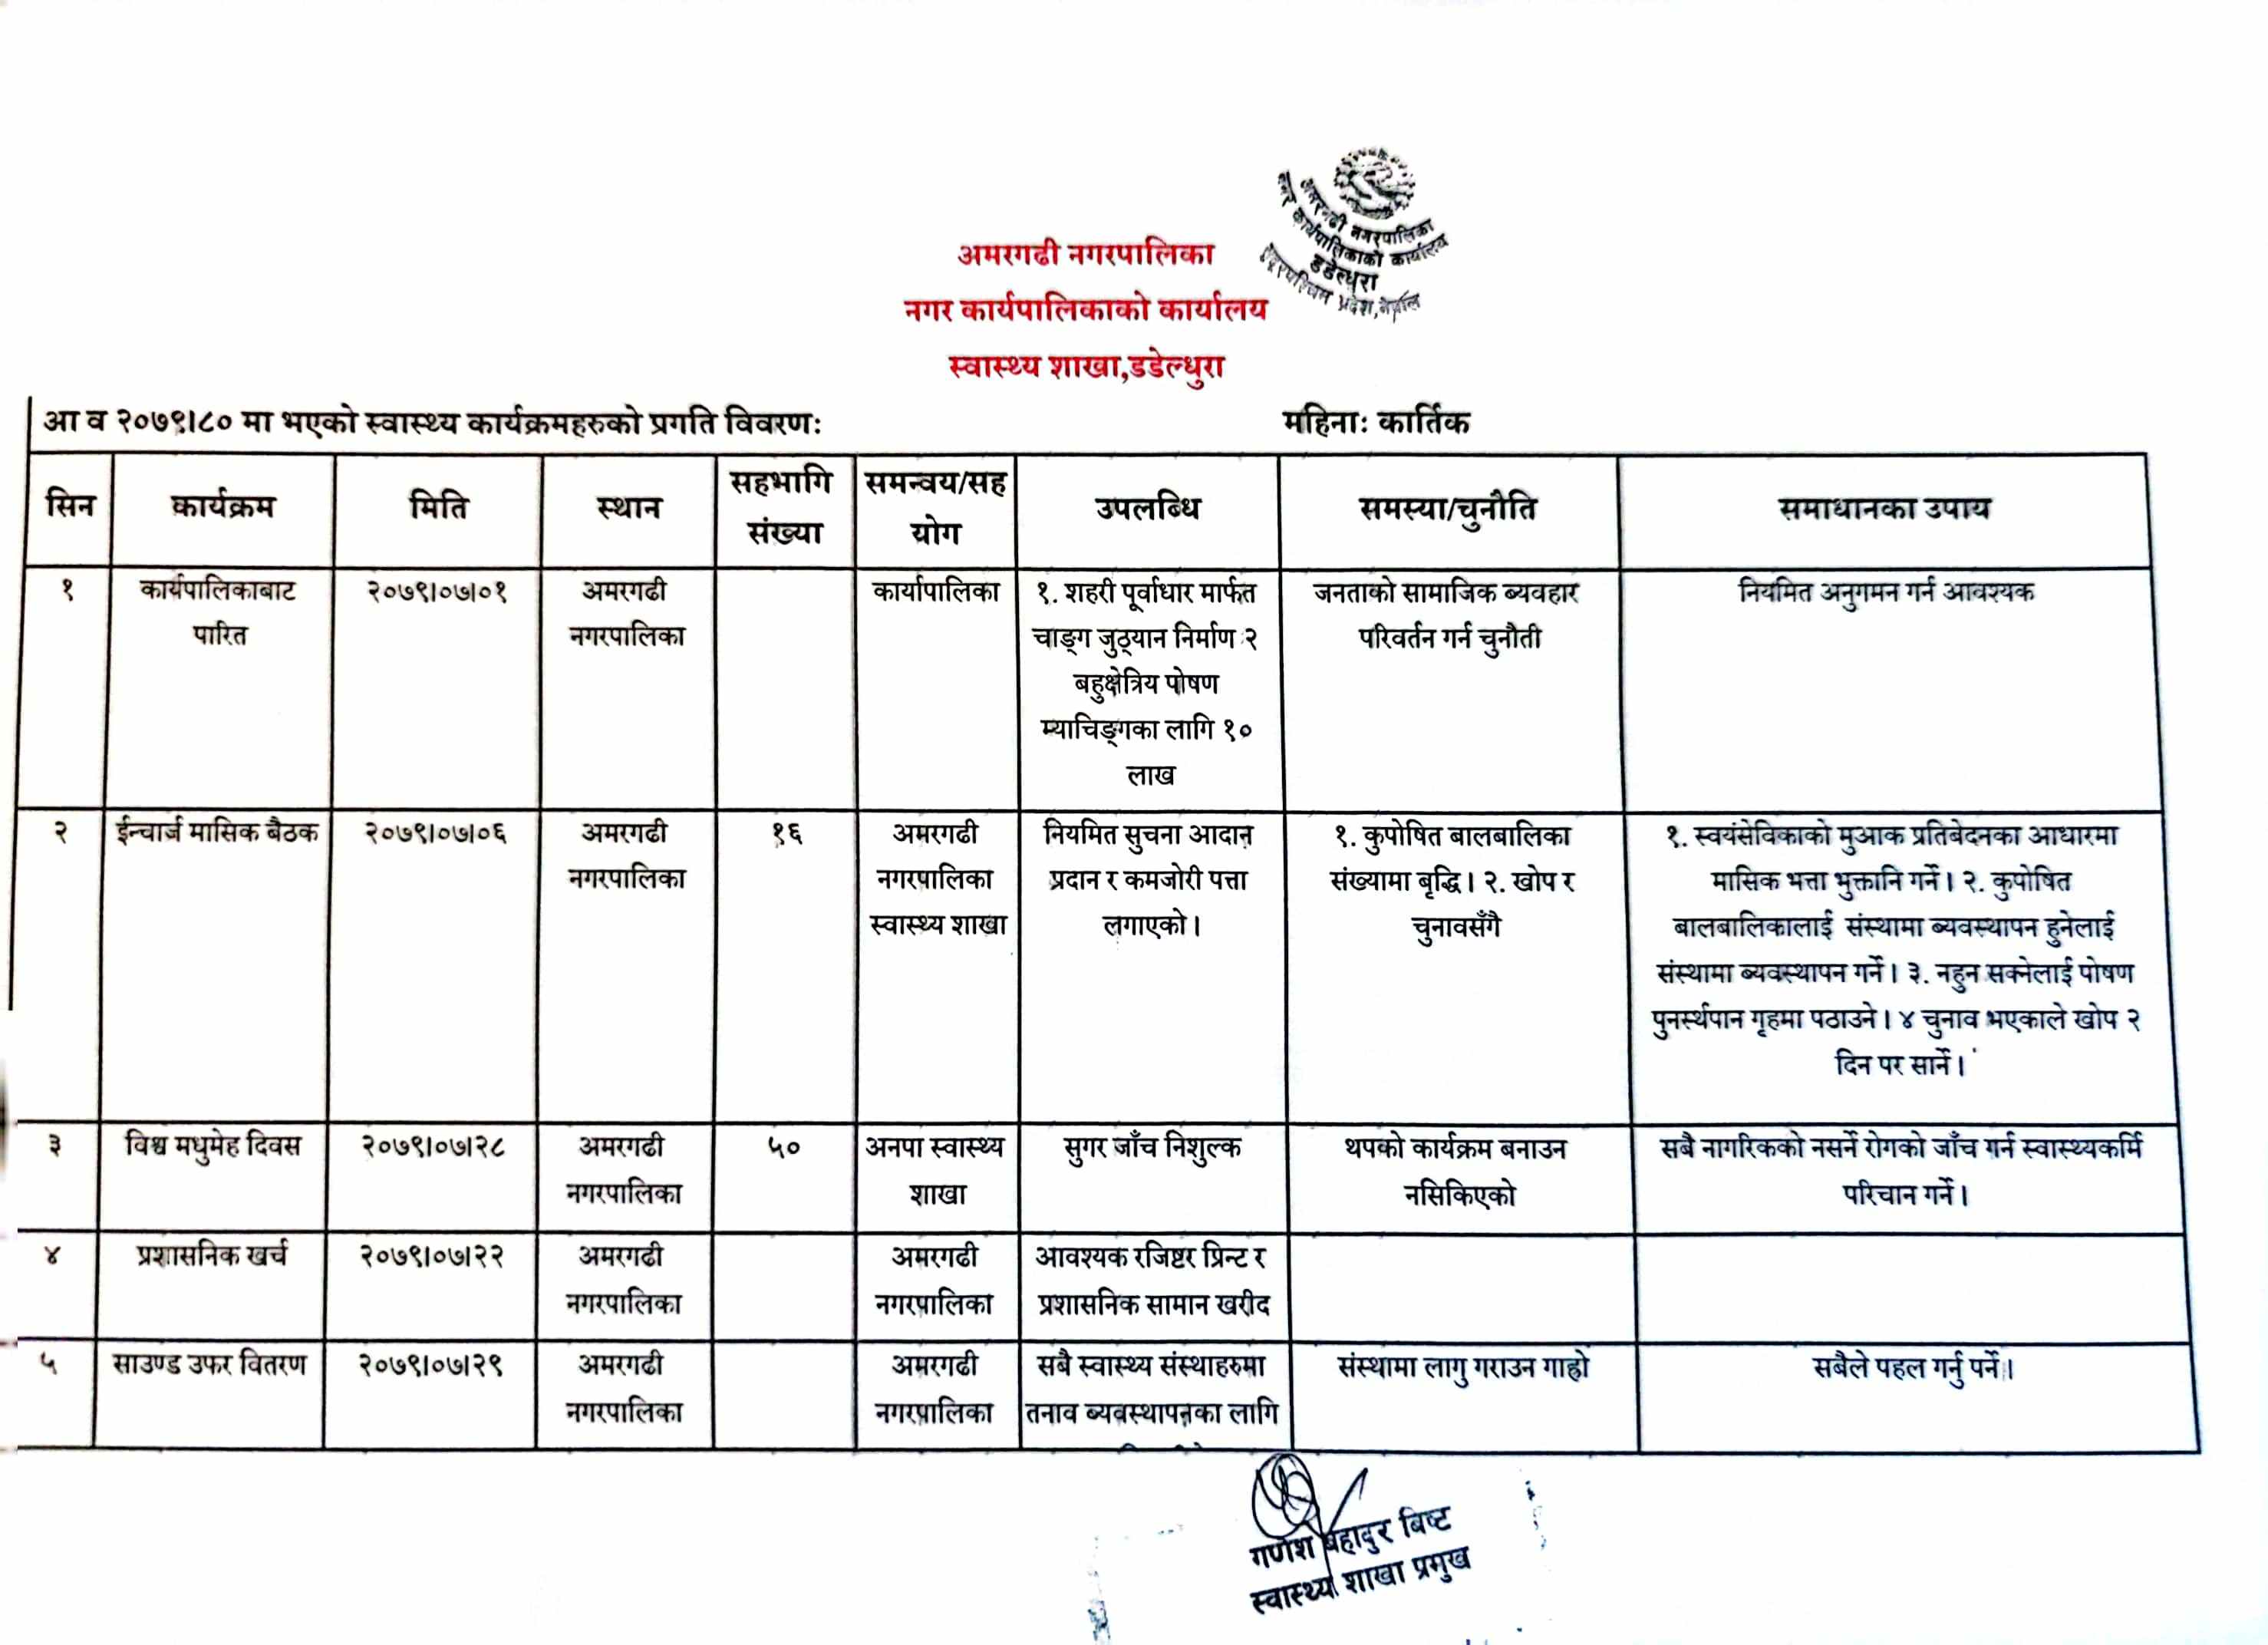 अमरगढी नगरपालिका
नगर कार्यपालिकाको कार्यालय
डडेल्धुरा
सुदूरपश्चिम प्रदेश, नेपाल
अमरगढी नगरपालिका
नगर कार्यपालिकाको कार्यालय
स्वास्थ्य शाखा,डडेल्धुरा
आ व २०७९।८० मा भएको स्वास्थ्य कार्यक्रमहरुको प्रगति विवरणः महिनाः कार्तिक
सिन कार्यक्रम मिति स्थान सहभागि संख्या समन्वय/सह योग उपलब्धि समस्या/चुनौति समाधानका उपाय
१ कार्यपालिकाबाट २०७९।०७।०१ अमरगढी कार्यापालिका १. शहरी पूर्वाधार मार्फत जनताको सामाजिक ब्यवहार नियमित अनुगमन गर्न आवश्यक
पारित नगरपालिका चाङ्ग जुठ्यान निर्माण २ परिवर्तन गर्न चुनौती
बहुक्षेत्रिय पोषण
म्याचिङ्गका लागि १०
लाख
२ ईन्चार्ज मासिक बैठक २०७९।०७।०६ अमरगढी १६ अमरगढी नियमित सुचना आदान १. कुपोषित बालबालिका १. स्वयंसेविकाको मुआक प्रतिबेदनका आधारमा
नगरपालिका नगरपालिका प्रदान र कमजोरी पत्ता संख्यामा बृद्धि। २. खोप र मासिक भत्ता भुक्तानि गर्ने। २. कुपोषित
स्वास्थ्य शाखा लगाएको। चुनावसँगै बालबालिकालाई संस्थामा ब्यवस्थापन हुनेलाई
संस्थामा ब्यवस्थापन गर्ने। ३. नहुन सक्नेलाई पोषण
पुनर्स्थपान गृहमा पठाउने। ४ चुनाव भएकाले खोप २
दिन पर सार्ने।
३ विश्व मधुमेह दिवस २०७९।०७।२८ अमरगढी ५० अनपा स्वास्थ्य सुगर जाँच निशुल्क थपको कार्यक्रम बनाउन सबै नागरिकको नसर्ने रोगको जाँच गर्न स्वास्थ्यकर्मि
नगरपालिका शाखा नसिकिएको परिचान गर्ने।
४ प्रशासनिक खर्च २०७९।०७।२२ अमरगढी अमरगढी आवश्यक रजिष्टर प्रिन्ट र
नगरपालिका नगरपालिका प्रशासनिक सामान खरीद
५ साउण्ड उफर वितरण २०७९।०७।२९ अमरगढी अमरगढी सबै स्वास्थ्य संस्थाहरुमा संस्थामा लागु गराउन गाह्रो सबैले पहल गर्नु पर्ने।
नगरपालिका नगरपालिका तनाव ब्यवस्थापनका लागि
गणेश बहादुर बिष्ट
स्वास्थ्य शाखा प्रमुख